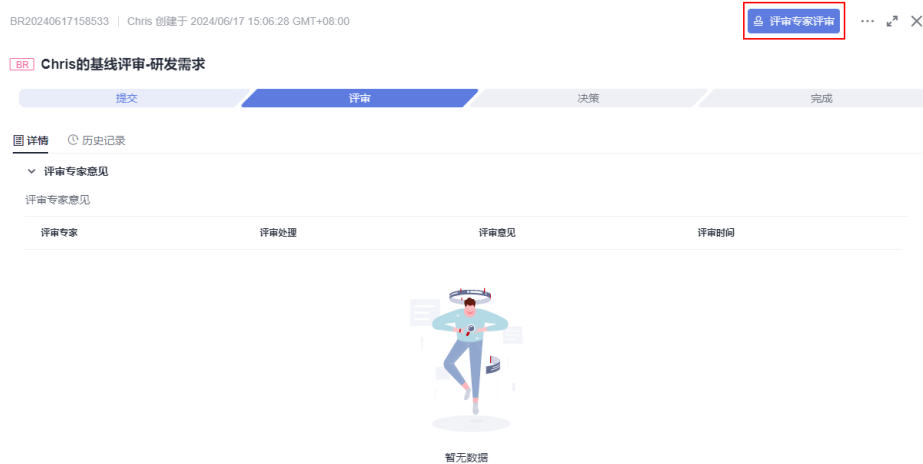 BR20240617158533 Chris 创建于 2024/06/17 15:06:28 GMT+08:00 评审专家评审
BR Chris的基线评审-研发需求
提交 评审 决策 完成
详情 历史记录
评审专家意见
评审专家意见
评审专家 评审处理 评审意见 评审时间
暂无数据